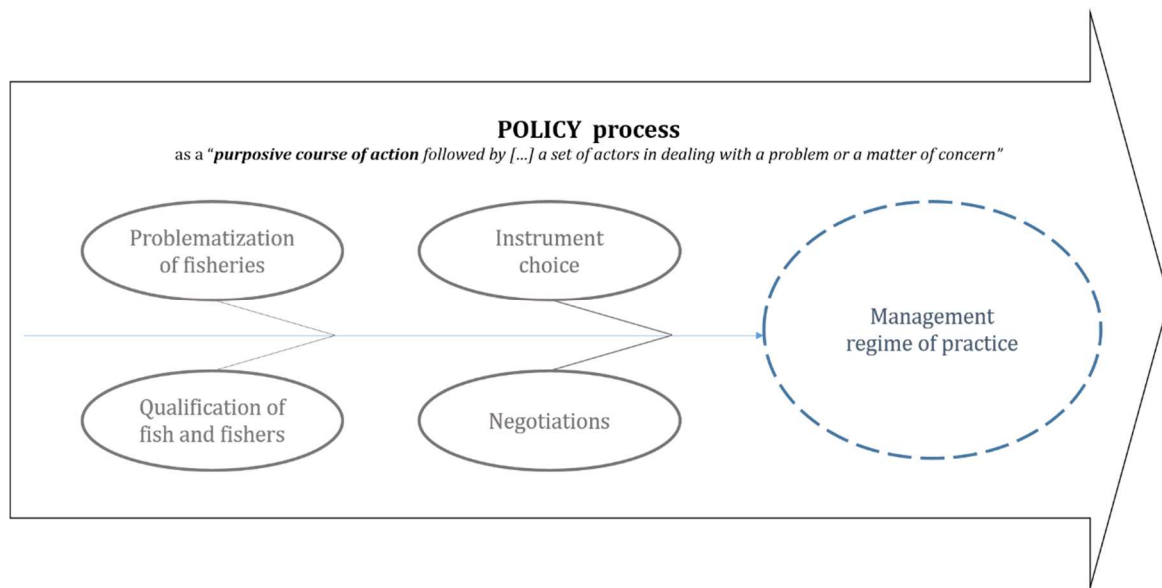 POLICY process
as a “purposive course of action followed by [...] a set of actors in dealing with a problem or a matter of concern”
Problematization
of fisheries
Instrument
choice
Management
regime of practice
Qualification of
fish and fishers
Negotiations